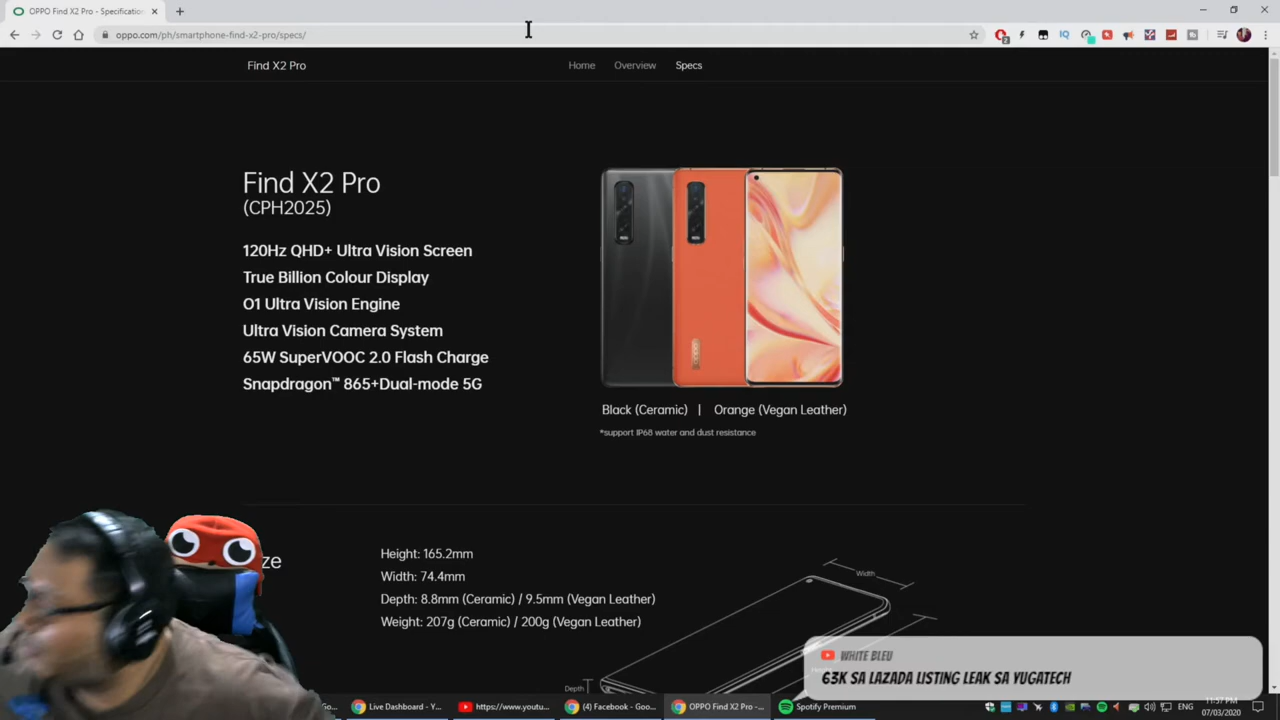 OPPO Find X2 Pro - Specification
oppo.com/ph/smartphone-find-x2-pro/specs/
Find X2 Pro
Home
Overview
Specs
Find X2 Pro
(CPH2025)
120Hz QHD+ Ultra Vision Screen
True Billion Colour Display
O1 Ultra Vision Engine
Ultra Vision Camera System
65W SuperVOOC 2.0 Flash Charge
Snapdragon™ 865+Dual-mode 5G
Black (Ceramic) | Orange (Vegan Leather)
*support IP68 water and dust resistance
ze
Height: 165.2mm
Width: 74.4mm
Depth: 8.8mm (Ceramic) / 9.5mm (Vegan Leather)
Weight: 207g (Ceramic) / 200g (Vegan Leather)
Width
Depth
WHITE BLEU
63K SA LAZADA LISTING LEAK SA YUGATECH
Go...
Live Dashboard - Y...
https://www.youtu...
(4) Facebook - Goo...
OPPO Find X2 Pro -...
Spotify Premium
ENG
11:57 PM
07/03/2020